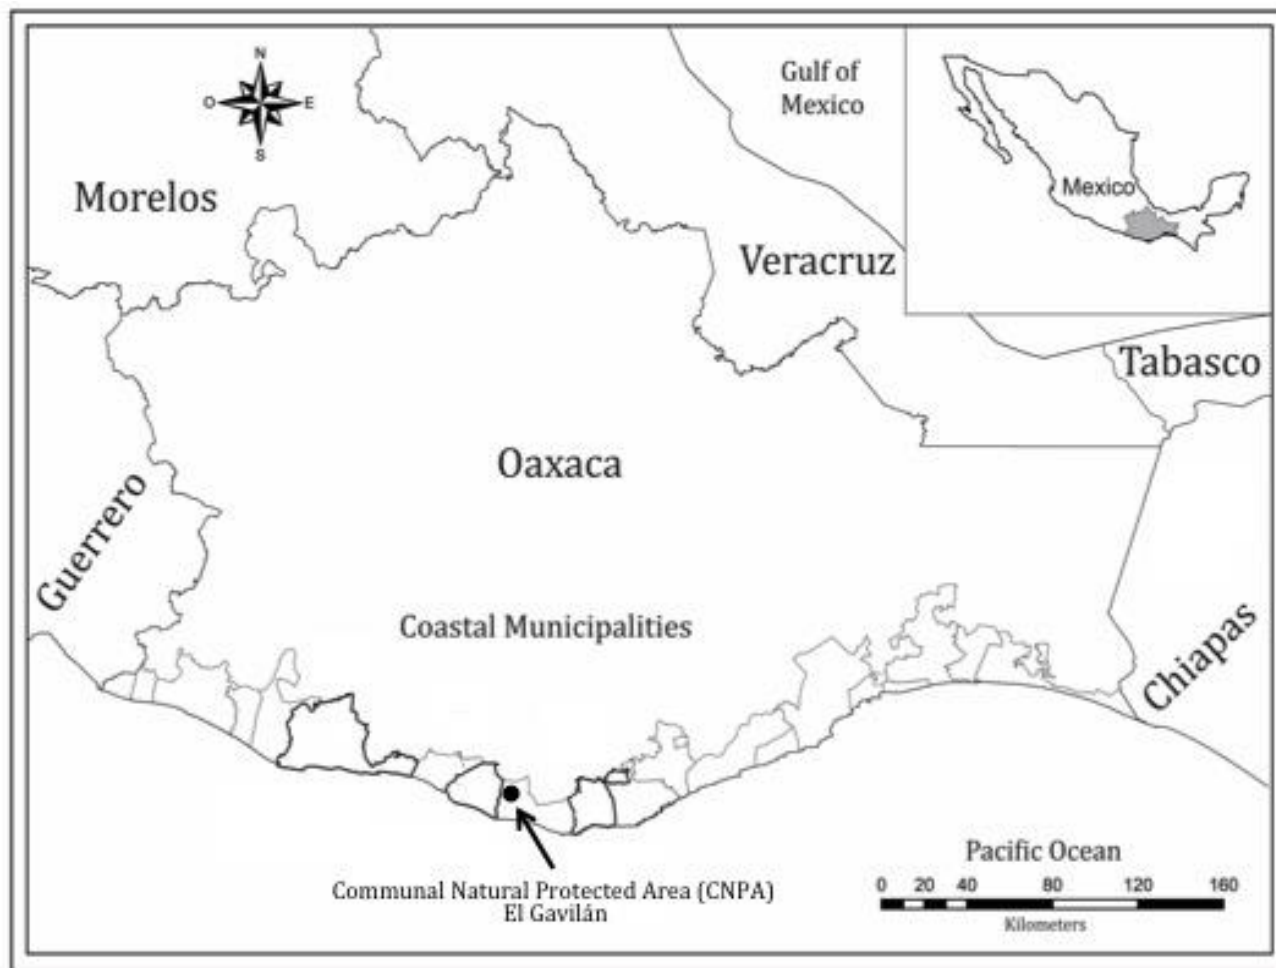 N
O
E
S
Gulf of
Mexico
Mexico
Morelos
Veracruz
Tabasco
Oaxaca
Guerrero
Coastal Municipalities
Chiapas
Pacific Ocean
0 20 40 80 120 160
Kilometers
Communal Natural Protected Area (CNPA)
El Gavilán